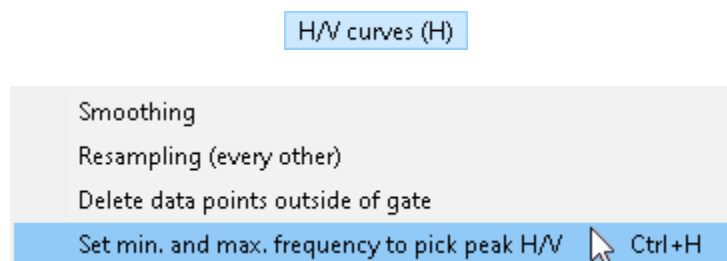 H/V curves (H)
Smoothing
Resampling (every other)
Delete data points outside of gate
Set min. and max. frequency to pick peak H/V Ctrl+H